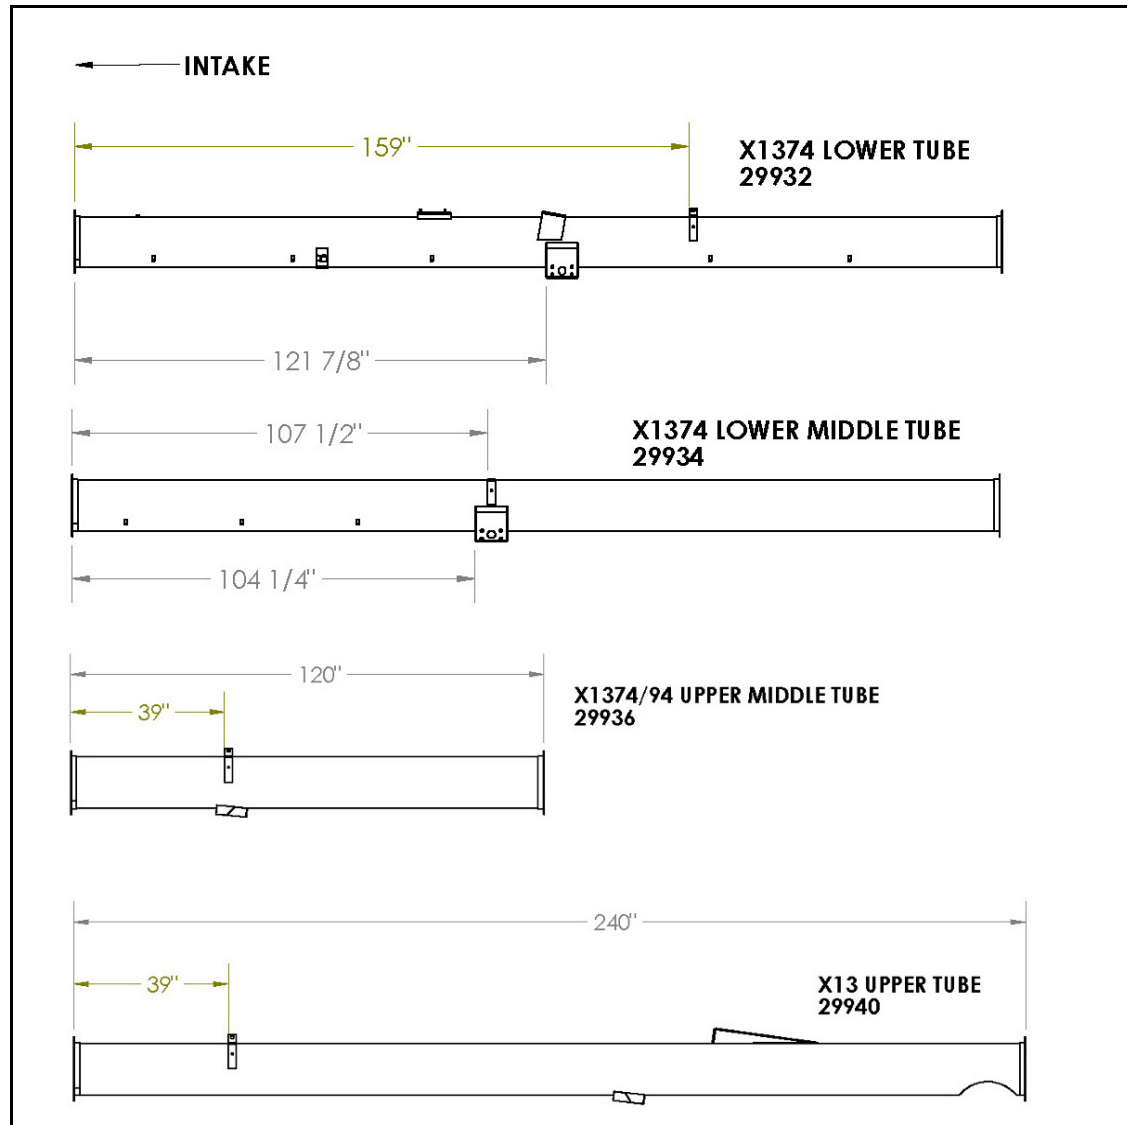 INTAKE
159"
X1374 LOWER TUBE
29932
121 7/8"
107 1/2"
X1374 LOWER MIDDLE TUBE
29934
104 1/4"
120"
39"
X1374/94 UPPER MIDDLE TUBE
29936
240"
39"
X13 UPPER TUBE
29940